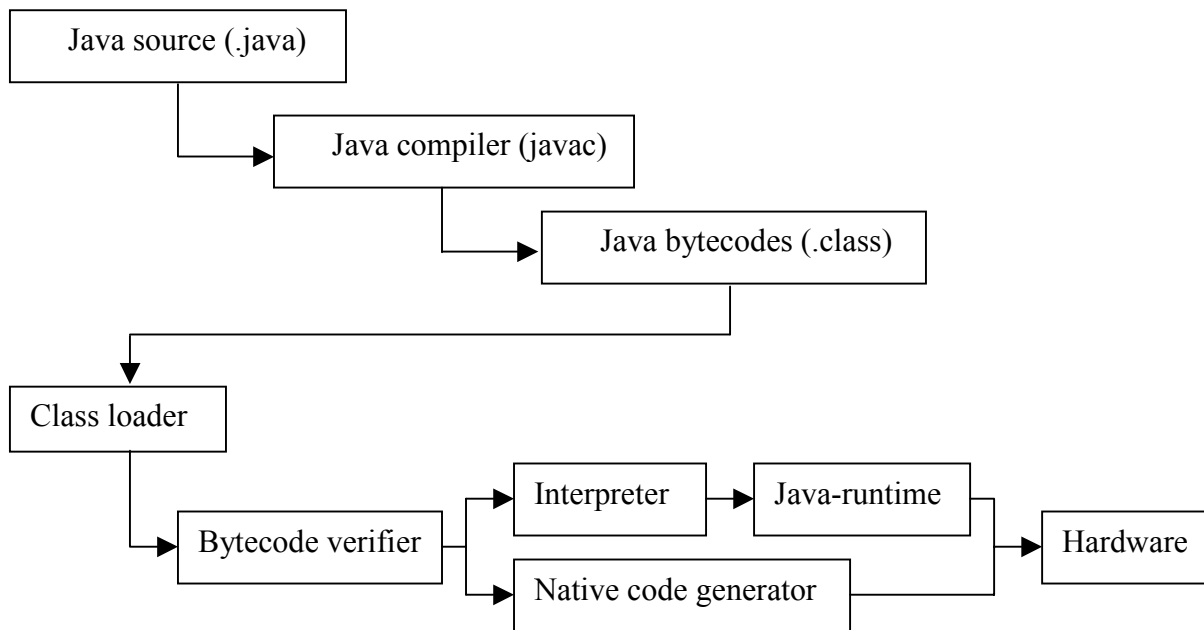 Java source (.java)
Java compiler (javac)
Java bytecodes (.class)
Class loader
Interpreter
Java-runtime
Bytecode verifier
Hardware
Native code generator